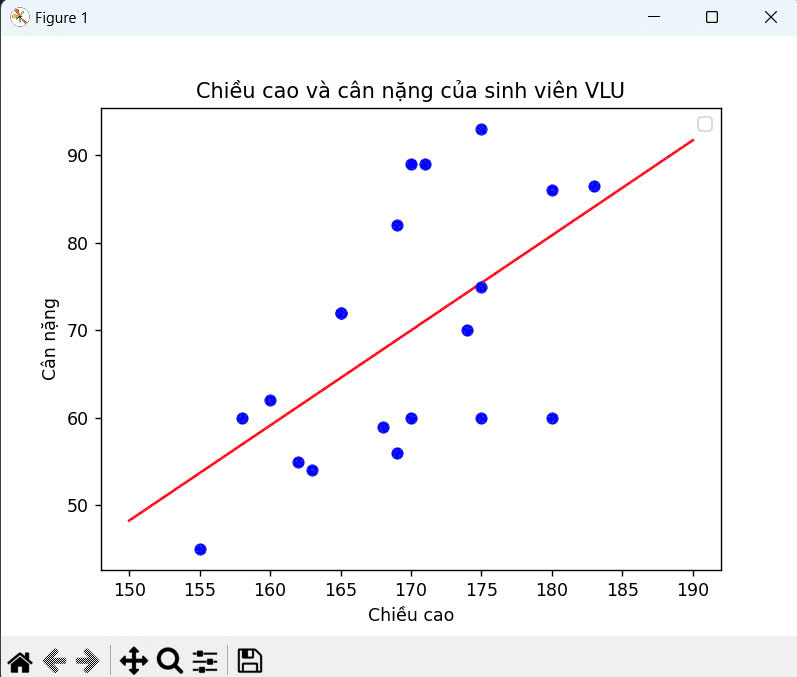 Figure 1
Chiều cao và cân nặng của sinh viên VLU
90
80
70
60
50
Cân nặng
150 155 160 165 170 175 180 185 190
Chiều cao